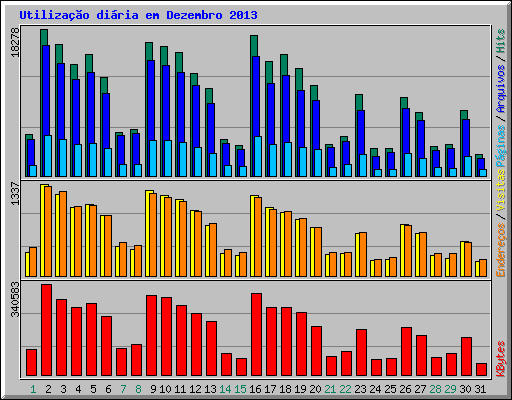 Utilização diária em Dezembro 2013
18278
Endereços / Visitas Páginas / Arquivos / Hits
1337
340583
KBytes
1 2 3 4 5 6 7 8 9 10 11 12 13 14 15 16 17 18 19 20 21 22 23 24 25 26 27 28 29 30 31